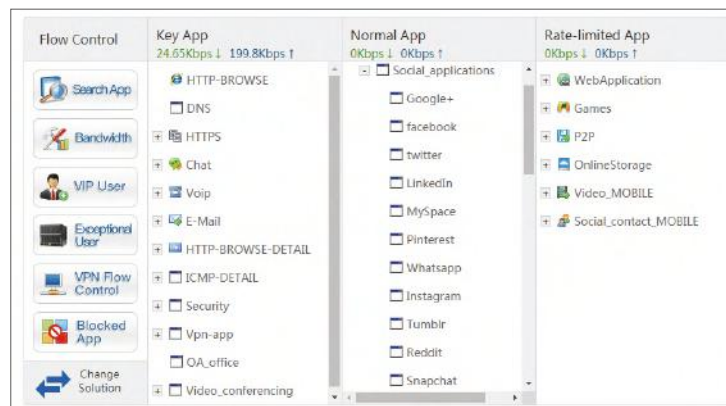 Flow Control
Search App
Bandwidth
VIP User
Exceptional
User
VPN Flow
Control
Blocked
App
Change
Solution
Key App
24.65Kbps↓ 199.8Kbps↑
HTTP-BROWSE
DNS
HTTPS
Chat
Voip
E-Mail
HTTP-BROWSE-DETAIL
ICMP-DETAIL
Security
Vpn-app
OA_office
Video_conferencing
Normal App
0Kbps↓ 0Kbps↑
Social_applications
Google+
facebook
twitter
LinkedIn
MySpace
Pinterest
Whatsapp
Instagram
Tumblr
Reddit
Snapchat
Rate-limited App
0Kbps↓ 0Kbps↑
WebApplication
Games
P2P
OnlineStorage
Video_MOBILE
Social_contact_MOBILE